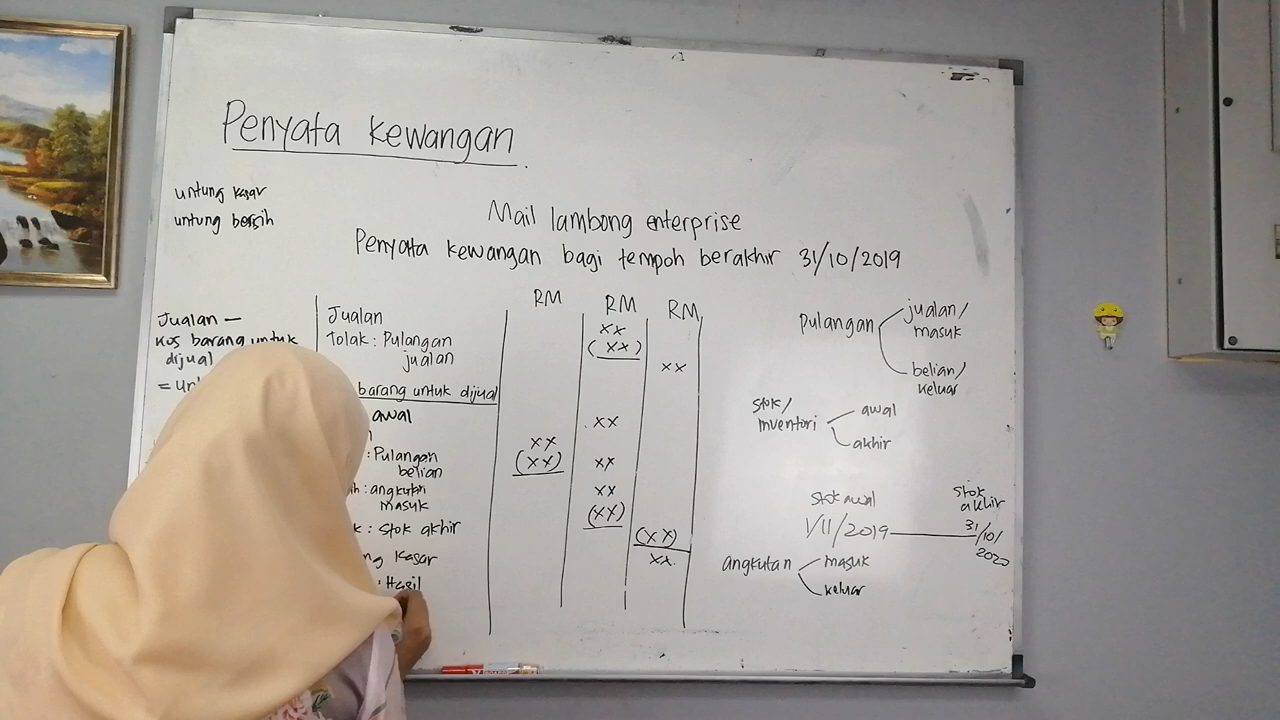 Penyata Kewangan
untung kasar
untung bersih
Mail lambong enterprise
Penyata kewangan bagi tempoh berakhir 31/10/2019
Jualan –
kos barang untuk
dijual
=
Jualan
Tolak: Pulangan
jualan
barang untuk dijual
awal
: Pulangan
belian
: angkutan
masuk
: Stok akhir
Kasar
: Hasil
RM RM RM
xx
(xx)
xx
xx
xx
(xx) xx
xx
(xx)
(xx)
xx
Pulangan
jualan/
masuk
belian/
keluar
Stok/
inventori
awal
akhir
Stok awal
1/11/2019
Stok
akhir
31/10/
2020
angkutan
masuk
keluar